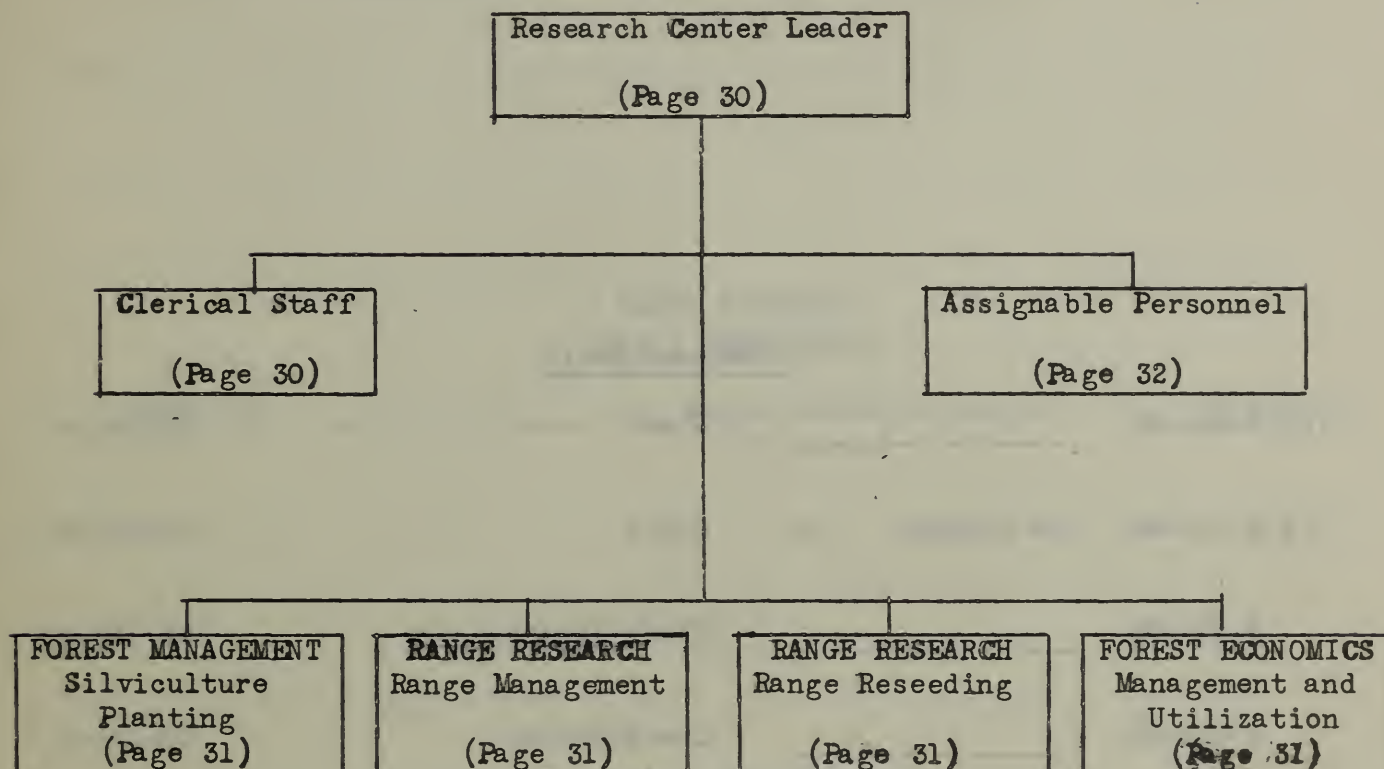 Research Center Leader
(Page 30)
Clerical Staff
(Page 30)
Assignable Personnel
(Page 32)
FOREST MANAGEMENT
Silviculture
Planting
(Page 31)
RANGE RESEARCH
Range Management
(Page 31)
RANGE RESEARCH
Range Reseeding
(Page 31)
FOREST ECONOMICS
Management and
Utilization
(Page 31)